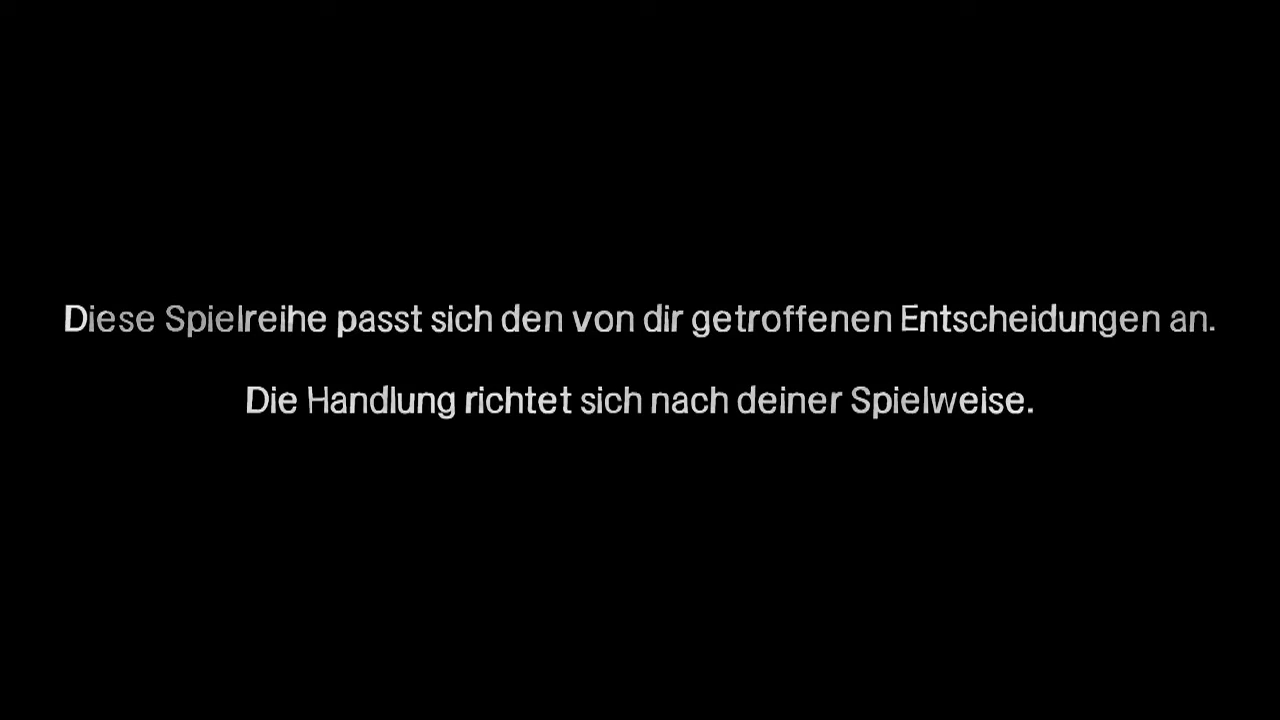 Diese Spielreihe passt sich den von dir getroffenen Entscheidungen an.
Die Handlung richtet sich nach deiner Spielweise.